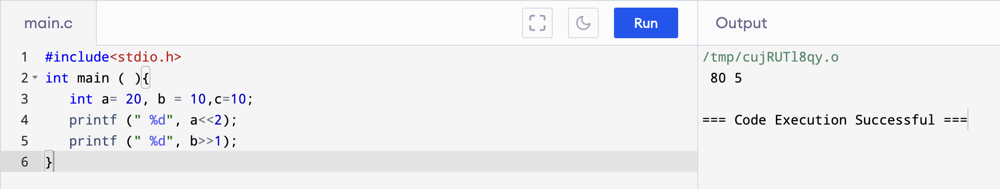 main.c
Run
Output
1 #include<stdio.h>
2 int main ( ){
3    int a= 20, b = 10,c=10;
4    printf (" %d", a<<2);
5    printf (" %d", b>>1);
6 }
/tmp/cujRUTl8qy.o
 80 5
=== Code Execution Successful ===